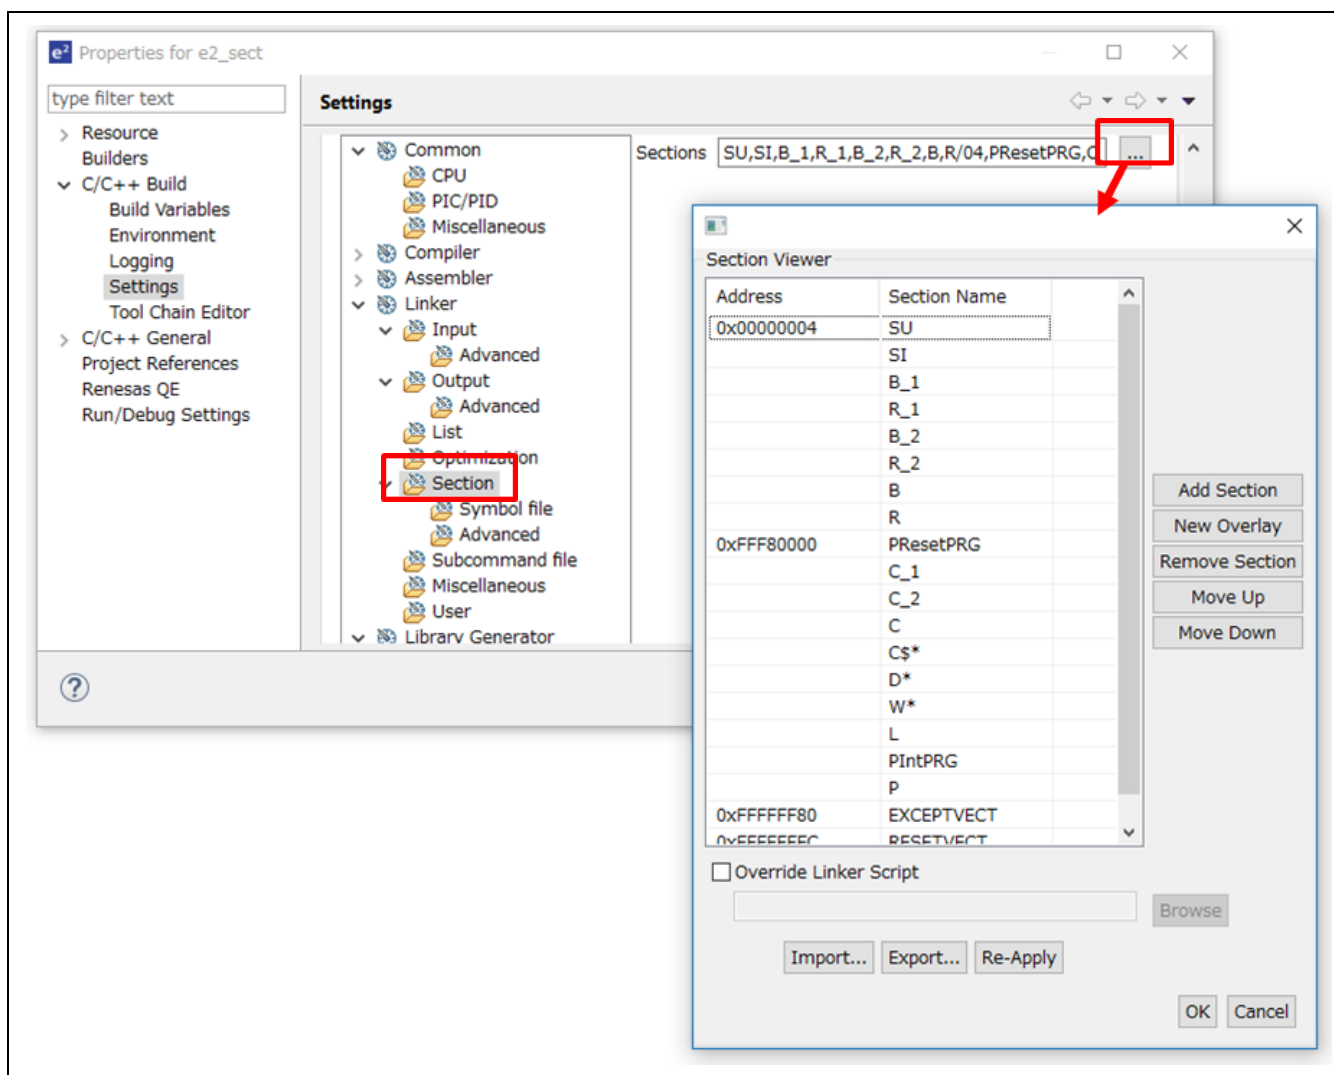 e² Properties for e2_sect
type filter text
Resource
Builders
C/C++ Build
Build Variables
Environment
Logging
Settings
Tool Chain Editor
C/C++ General
Project References
Renesas QE
Run/Debug Settings
Settings
Common
CPU
PIC/PID
Miscellaneous
Compiler
Assembler
Linker
Input
Advanced
Output
Advanced
List
Optimization
Section
Symbol file
Advanced
Subcommand file
Miscellaneous
User
Library Generator
Sections SU,SI,B_1,R_1,B_2,R_2,B,R/04,PResetPRG,C ...
Section Viewer
Address Section Name
0x00000004 SU
SI
B_1
R_1
B_2
R_2
B
R
0xFFF80000 PResetPRG
C_1
C_2
C
C$*
D*
W*
L
PIntPRG
P
0xFFFFFF80 EXCEPTVECT
0xFFFFFFFC RESETVECT
Add Section
New Overlay
Remove Section
Move Up
Move Down
Override Linker Script
Browse
Import... Export... Re-Apply
OK Cancel
?